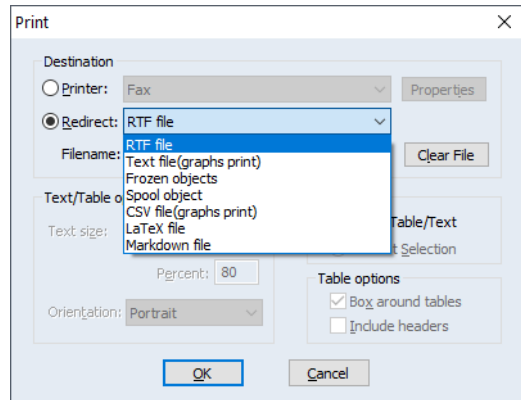 Print
Destination
Printer: Fax Properties
Redirect: RTF file
Filename: Clear File
RTF file
Text file(graphs print)
Frozen objects
Spool object
CSV file(graphs print)
LaTeX file
Markdown file
Text/Table o
Text size:
Percent: 80
Orientation: Portrait
Table/Text
Selection
Table options
Box around tables
Include headers
OK Cancel